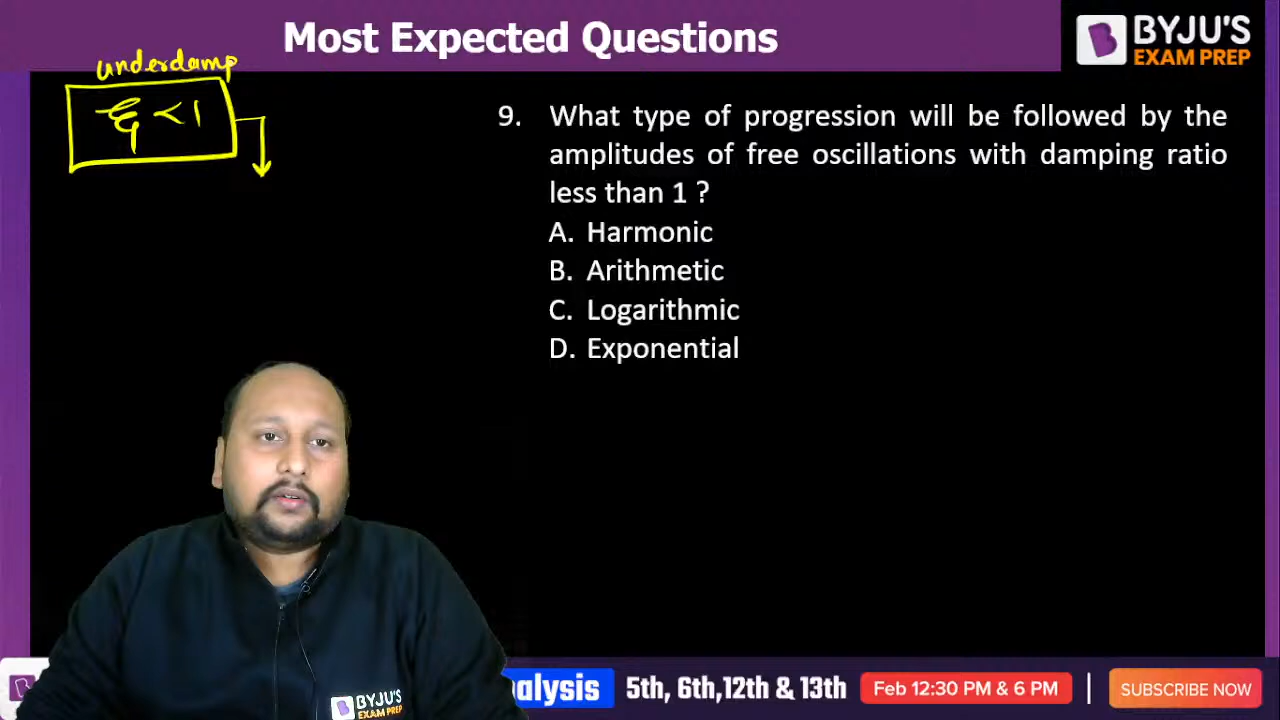 Most Expected Questions
BYJU'S
EXAM PREP
underdamp
ξ < 1
9. What type of progression will be followed by the
amplitudes of free oscillations with damping ratio
less than 1 ?
A. Harmonic
B. Arithmetic
C. Logarithmic
D. Exponential
BYJU'S
EXAM PREP
nalysis 5th, 6th,12th & 13th Feb 12:30 PM & 6 PM SUBSCRIBE NOW